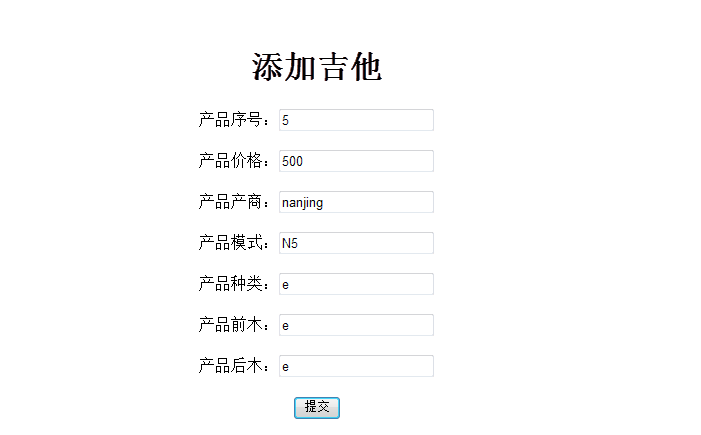 添加吉他
产品序号：5
产品价格：500
产品产商：nanjing
产品模式：N5
产品种类：e
产品前木：e
产品后木：e
提交